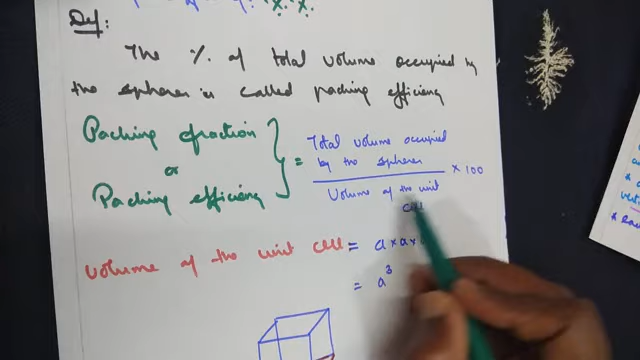 Def:
The % of total volume occupied by
the spheres is called packing efficiency
Packing fraction
or
Packing efficiency
= Total volume occupied
by the spheres
Volume of the unit
cell
× 100
Volume of the unit cell = a × a ×
= a³